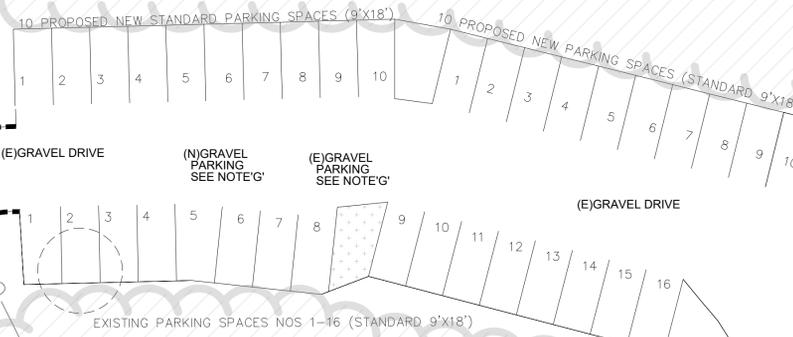 10 PROPOSED NEW STANDARD PARKING SPACES (9'X18')
10 PROPOSED NEW PARKING SPACES (STANDARD 9'X18
1 2 3 4 5 6 7 8 9 10
1 2 3 4 5 6 7 8 9 10
(E)GRAVEL DRIVE
(N)GRAVEL
PARKING
SEE NOTE'G'
(E)GRAVEL
PARKING
SEE NOTE'G'
(E)GRAVEL DRIVE
1 2 3 4 5 6 7 8 9 10 11 12 13 14 15 16
EXISTING PARKING SPACES NOS 1-16 (STANDARD 9'X18')